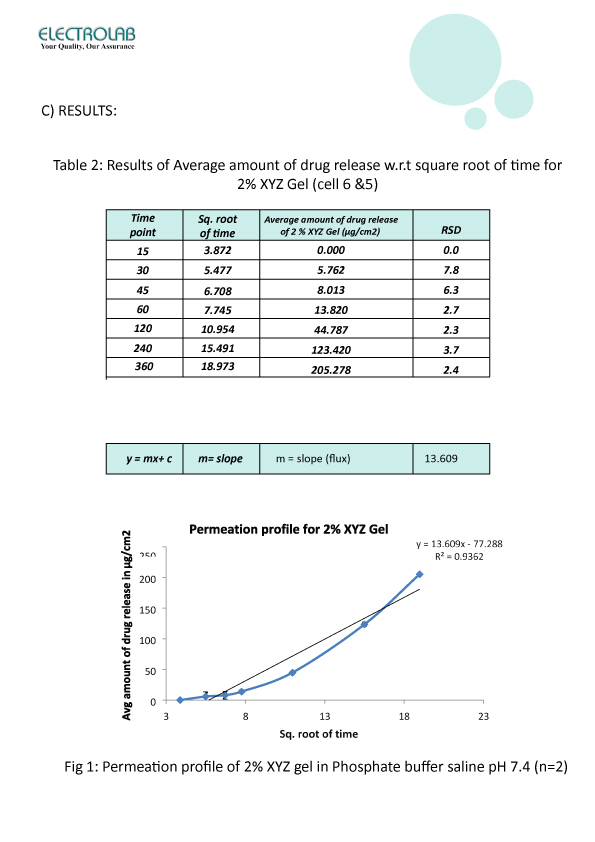 ELECTROLAB
Your Quality, Our Assurance
C) RESULTS:
Table 2: Results of Average amount of drug release w.r.t square root of time for
2% XYZ Gel (cell 6 &5)
Time point Sq. root of time Average amount of drug release of 2 % XYZ Gel (μg/cm2) RSD
15 3.872 0.000 0.0
30 5.477 5.762 7.8
45 6.708 8.013 6.3
60 7.745 13.820 2.7
120 10.954 44.787 2.3
240 15.491 123.420 3.7
360 18.973 205.278 2.4
y = mx+ c m= slope m = slope (flux) 13.609
Permeation profile for 2% XYZ Gel
y = 13.609x - 77.288
R² = 0.9362
Avg amount of drug release in μg/cm2
250
200
150
100
50
0
3 8 13 18 23
Sq. root of time
Fig 1: Permeation profile of 2% XYZ gel in Phosphate buffer saline pH 7.4 (n=2)